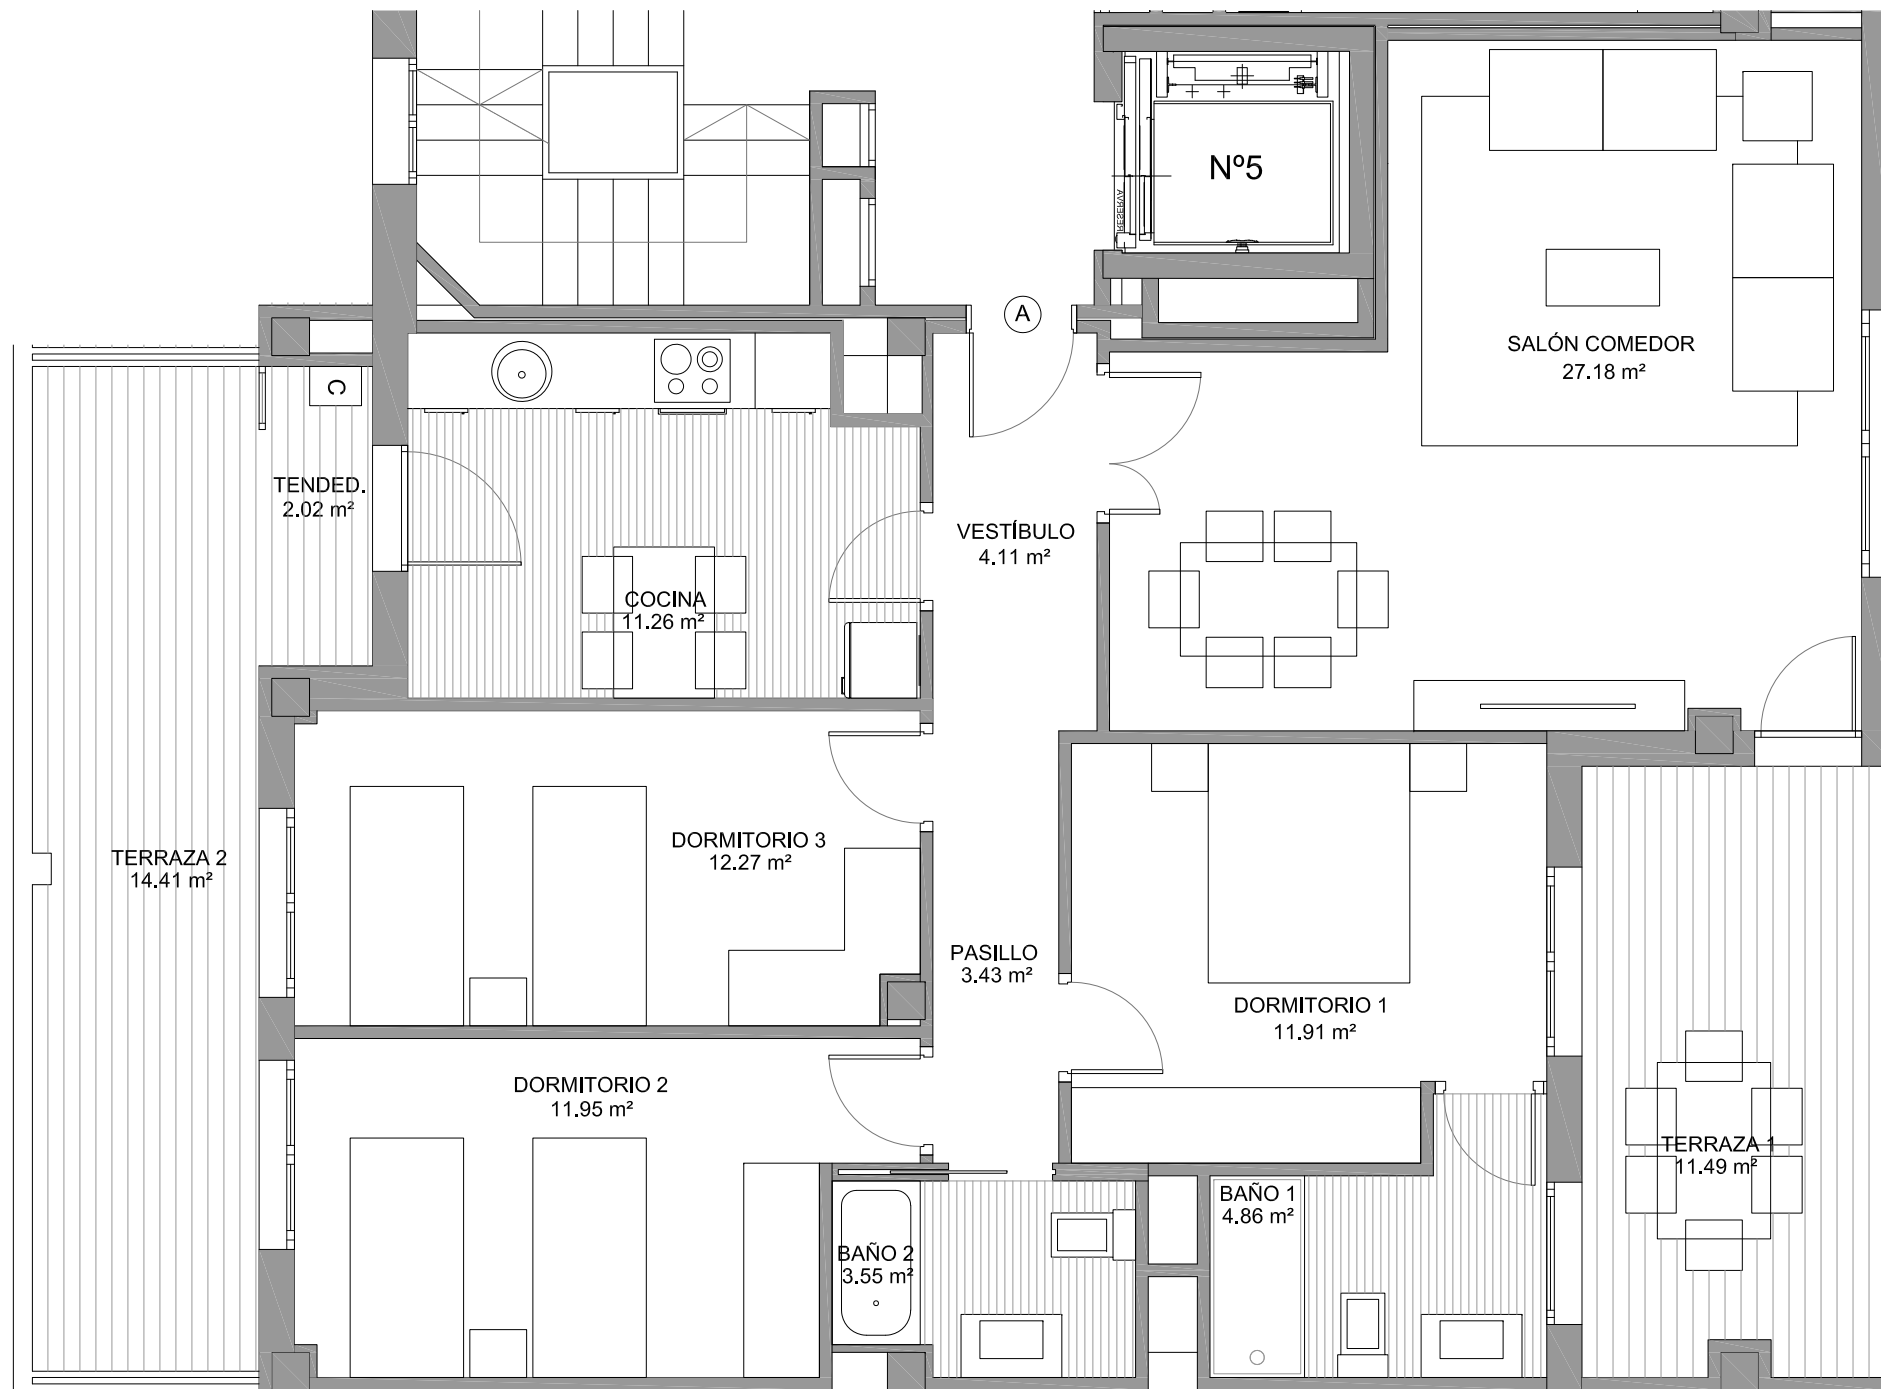 Nº5
RESERVA
A
SALÓN COMEDOR
27.18 m²
C
TENDED.
2.02 m²
VESTÍBULO
4.11 m²
COCINA
11.26 m²
DORMITORIO 3
12.27 m²
TERRAZA 2
14.41 m²
PASILLO
3.43 m²
DORMITORIO 1
11.91 m²
DORMITORIO 2
11.95 m²
TERRAZA 1
11.49 m²
BAÑO 1
4.86 m²
BAÑO 2
3.55 m²